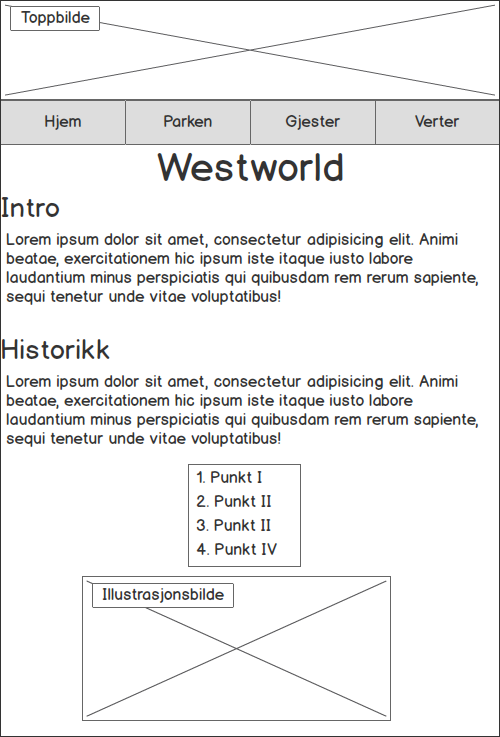 Toppbilde
Hjem Parken Gjester Verter
Westworld
Intro
Lorem ipsum dolor sit amet, consectetur adipisicing elit. Animi
beatae, exercitationem hic ipsum iste itaque iusto labore
laudantium minus perspiciatis qui quibusdam rem rerum sapiente,
sequi tenetur unde vitae voluptatibus!
Historikk
Lorem ipsum dolor sit amet, consectetur adipisicing elit. Animi
beatae, exercitationem hic ipsum iste itaque iusto labore
laudantium minus perspiciatis qui quibusdam rem rerum sapiente,
sequi tenetur unde vitae voluptatibus!
1. Punkt I
2. Punkt II
3. Punkt II
4. Punkt IV
Illustrasjonsbilde